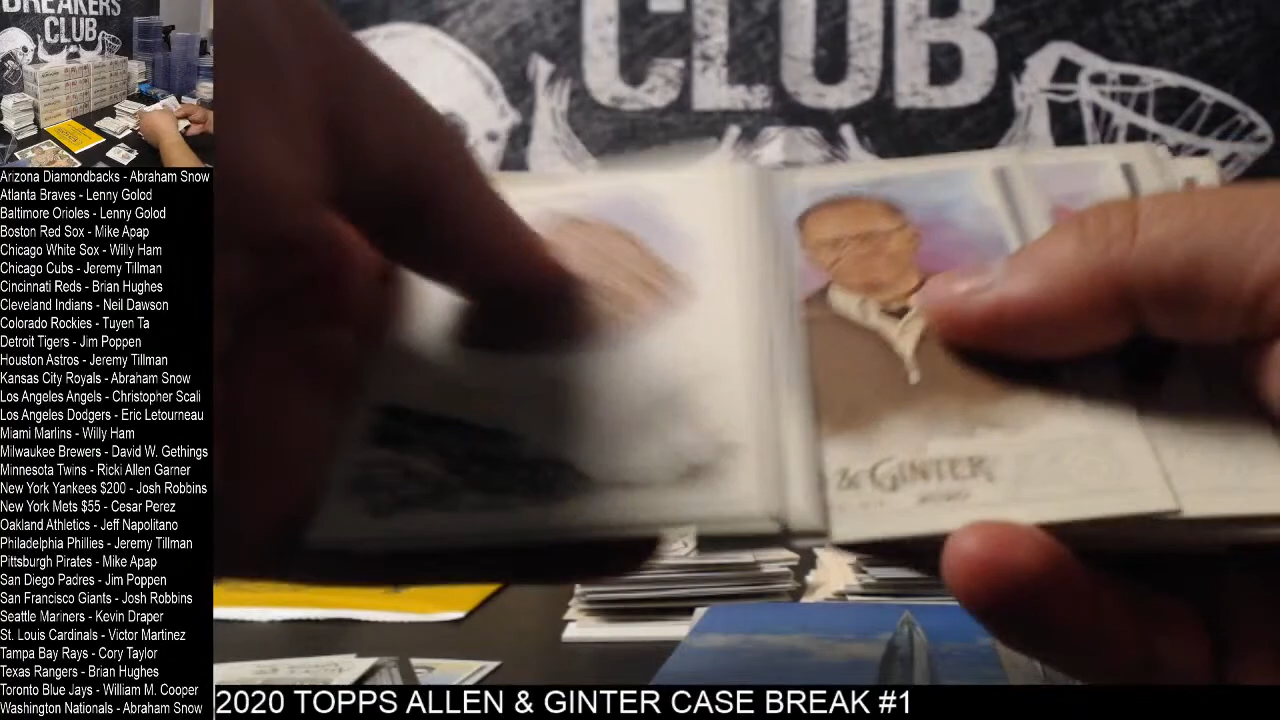 BREAKERS
CLUB
CLUB
Arizona Diamondbacks - Abraham Snow
Atlanta Braves - Lenny Golod
Baltimore Orioles - Lenny Golod
Boston Red Sox - Mike Apap
Chicago White Sox - Willy Ham
Chicago Cubs - Jeremy Tillman
Cincinnati Reds - Brian Hughes
Cleveland Indians - Neil Dawson
Colorado Rockies - Tuyen Ta
Detroit Tigers - Jim Poppen
Houston Astros - Jeremy Tillman
Kansas City Royals - Abraham Snow
Los Angeles Angels - Christopher Scali
Los Angeles Dodgers - Eric Letourneau
Miami Marlins - Willy Ham
Milwaukee Brewers - David W. Gethings
Minnesota Twins - Ricki Allen Garner
New York Yankees $200 - Josh Robbins
New York Mets $55 - Cesar Perez
Oakland Athletics - Jeff Napolitano
Philadelphia Phillies - Jeremy Tillman
Pittsburgh Pirates - Mike Apap
San Diego Padres - Jim Poppen
San Francisco Giants - Josh Robbins
Seattle Mariners - Kevin Draper
St. Louis Cardinals - Victor Martinez
Tampa Bay Rays - Cory Taylor
Texas Rangers - Brian Hughes
Toronto Blue Jays - William M. Cooper
Washington Nationals - Abraham Snow
& GINTER
2020
2020 TOPPS ALLEN & GINTER CASE BREAK #1